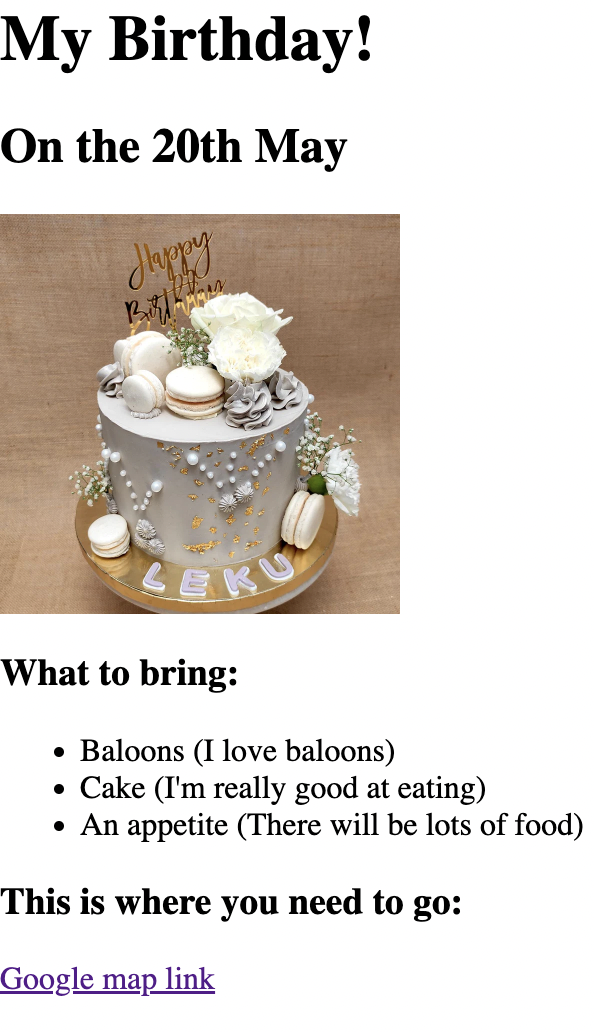 My Birthday!
On the 20th May
Happy
Birthday
LEKU
What to bring:
Baloons (I love baloons)
Cake (I'm really good at eating)
An appetite (There will be lots of food)
This is where you need to go:
Google map link